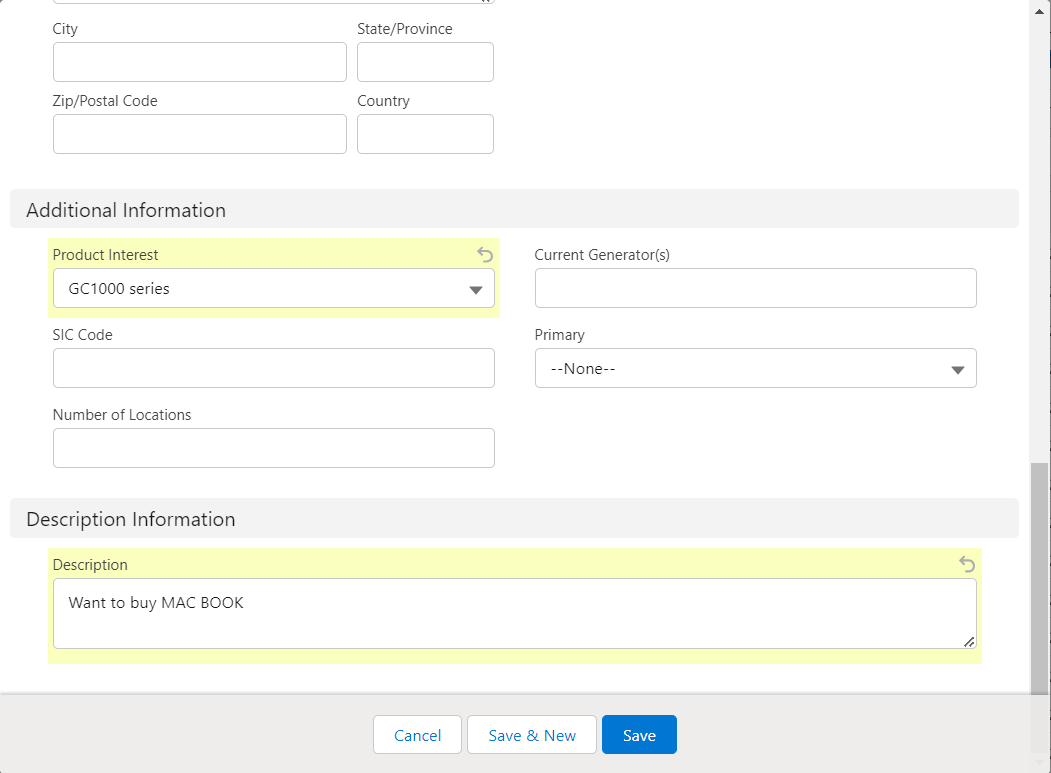 City State/Province
Zip/Postal Code Country
Additional Information
Product Interest Current Generator(s)
GC1000 series
SIC Code Primary
--None--
Number of Locations
Description Information
Description
Want to buy MAC BOOK
Cancel Save & New Save